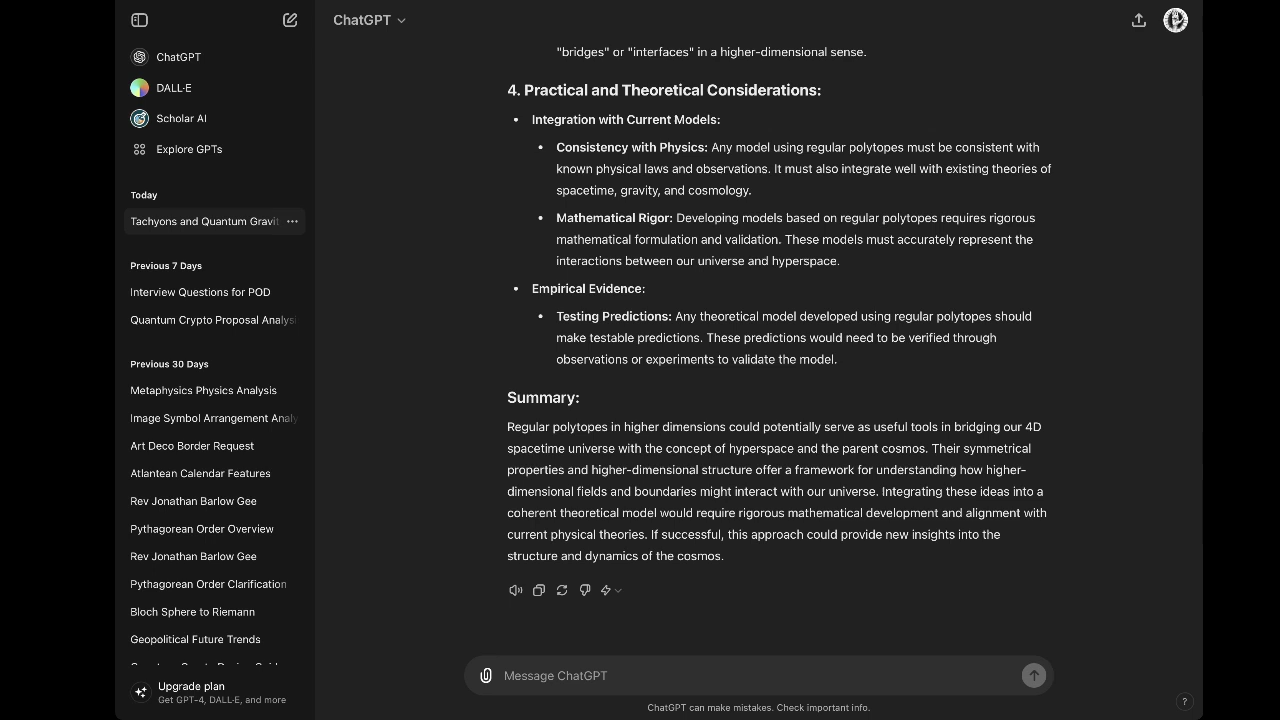 ChatGPT
DALL·E
Scholar AI
Explore GPTs
Today
Tachyons and Quantum Gravit
Previous 7 Days
Interview Questions for POD
Quantum Crypto Proposal Analysi
Previous 30 Days
Metaphysics Physics Analysis
Image Symbol Arrangement Analy
Art Deco Border Request
Atlantean Calendar Features
Rev Jonathan Barlow Gee
Pythagorean Order Overview
Rev Jonathan Barlow Gee
Pythagorean Order Clarification
Bloch Sphere to Riemann
Geopolitical Future Trends
Upgrade plan
Get GPT-4, DALL·E, and more
ChatGPT
"bridges" or "interfaces" in a higher-dimensional sense.
4. Practical and Theoretical Considerations:
• Integration with Current Models:
• Consistency with Physics: Any model using regular polytopes must be consistent with
known physical laws and observations. It must also integrate well with existing theories of
spacetime, gravity, and cosmology.
• Mathematical Rigor: Developing models based on regular polytopes requires rigorous
mathematical formulation and validation. These models must accurately represent the
interactions between our universe and hyperspace.
• Empirical Evidence:
• Testing Predictions: Any theoretical model developed using regular polytopes should
make testable predictions. These predictions would need to be verified through
observations or experiments to validate the model.
Summary:
Regular polytopes in higher dimensions could potentially serve as useful tools in bridging our 4D
spacetime universe with the concept of hyperspace and the parent cosmos. Their symmetrical
properties and higher-dimensional structure offer a framework for understanding how higher-
dimensional fields and boundaries might interact with our universe. Integrating these ideas into a
coherent theoretical model would require rigorous mathematical development and alignment with
current physical theories. If successful, this approach could provide new insights into the
structure and dynamics of the cosmos.
Message ChatGPT
ChatGPT can make mistakes. Check important info.
?